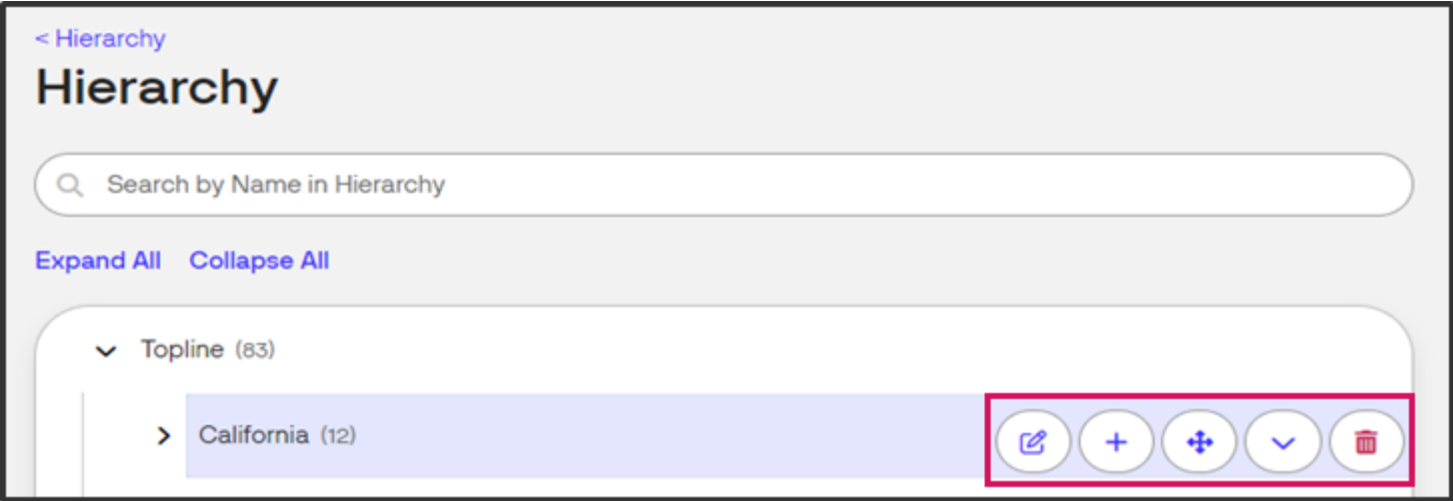 < Hierarchy
Hierarchy
Search by Name in Hierarchy
Expand All Collapse All
Topline (83)
California (12)